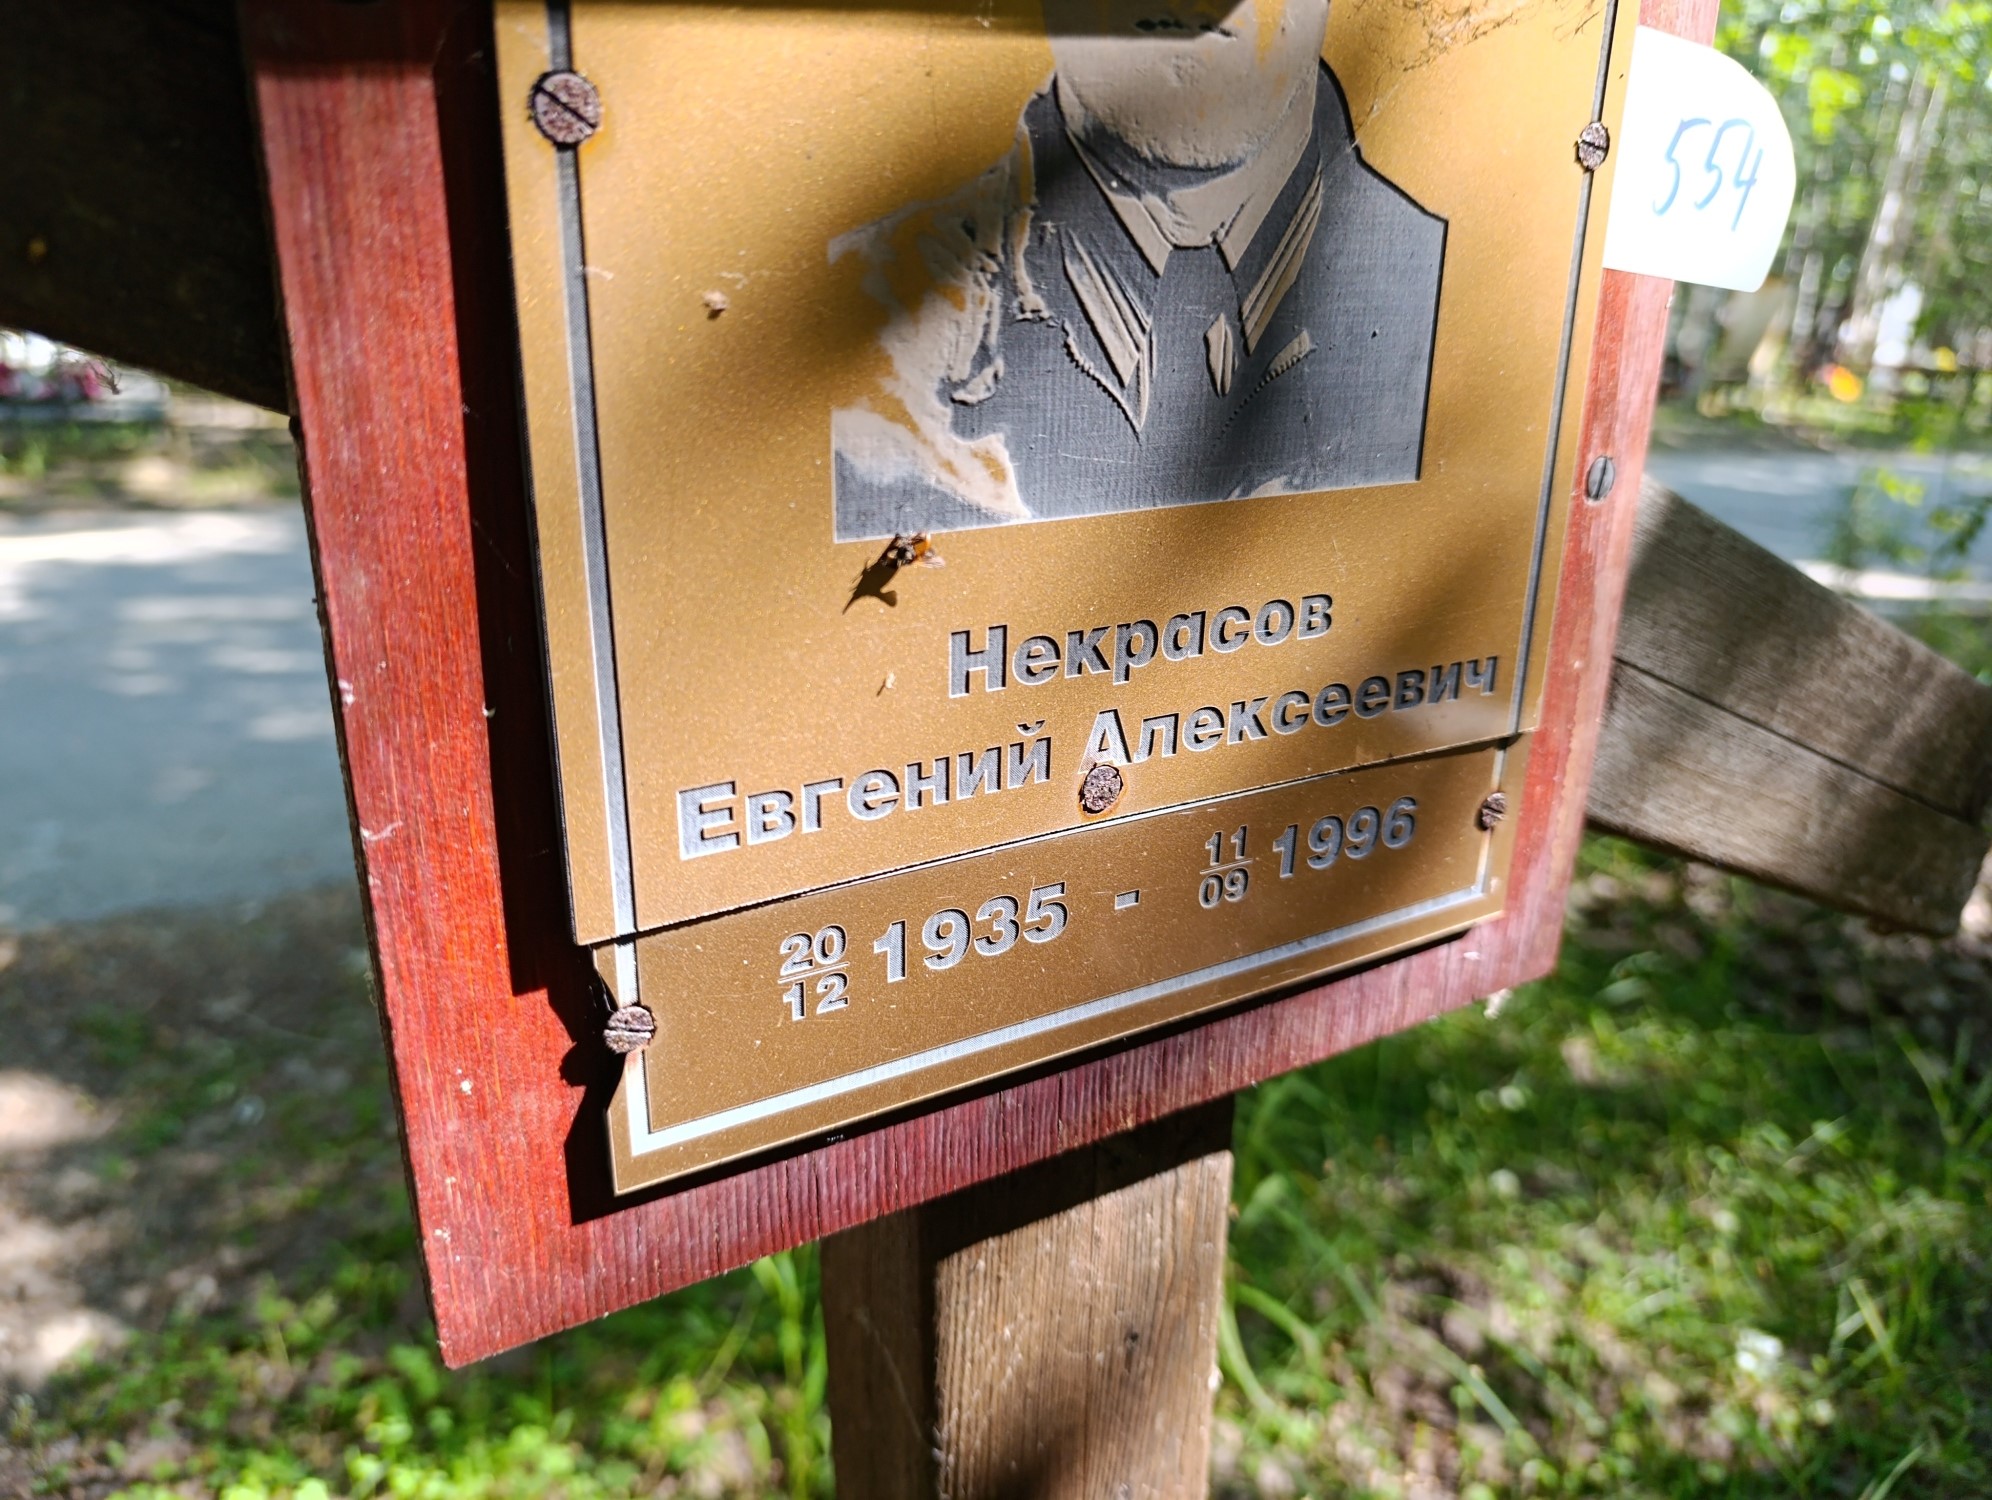 554
Некрасов
Евгений Алексеевич
20/12 1935 - 11/09 1996